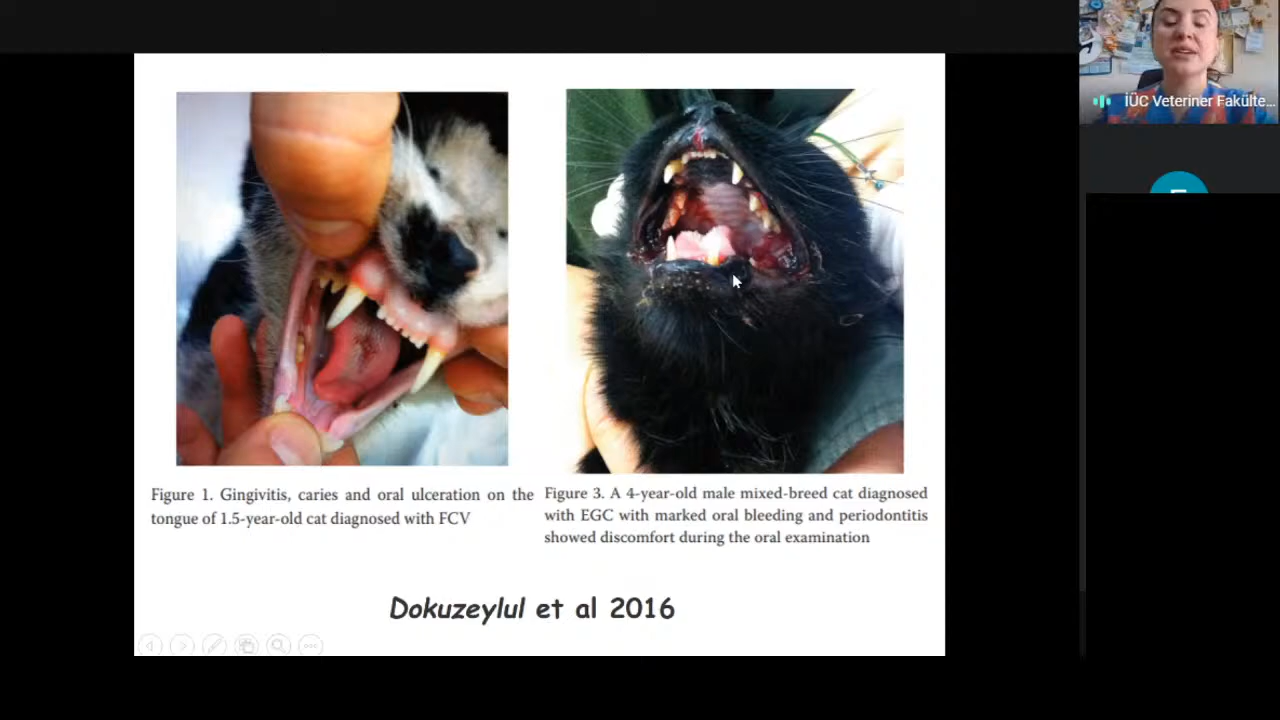 İÜC Veteriner Fakülte...
Figure 1. Gingivitis, caries and oral ulceration on the
tongue of 1.5-year-old cat diagnosed with FCV
Figure 3. A 4-year-old male mixed-breed cat diagnosed
with EGC with marked oral bleeding and periodontitis
showed discomfort during the oral examination
Dokuzeylul et al 2016